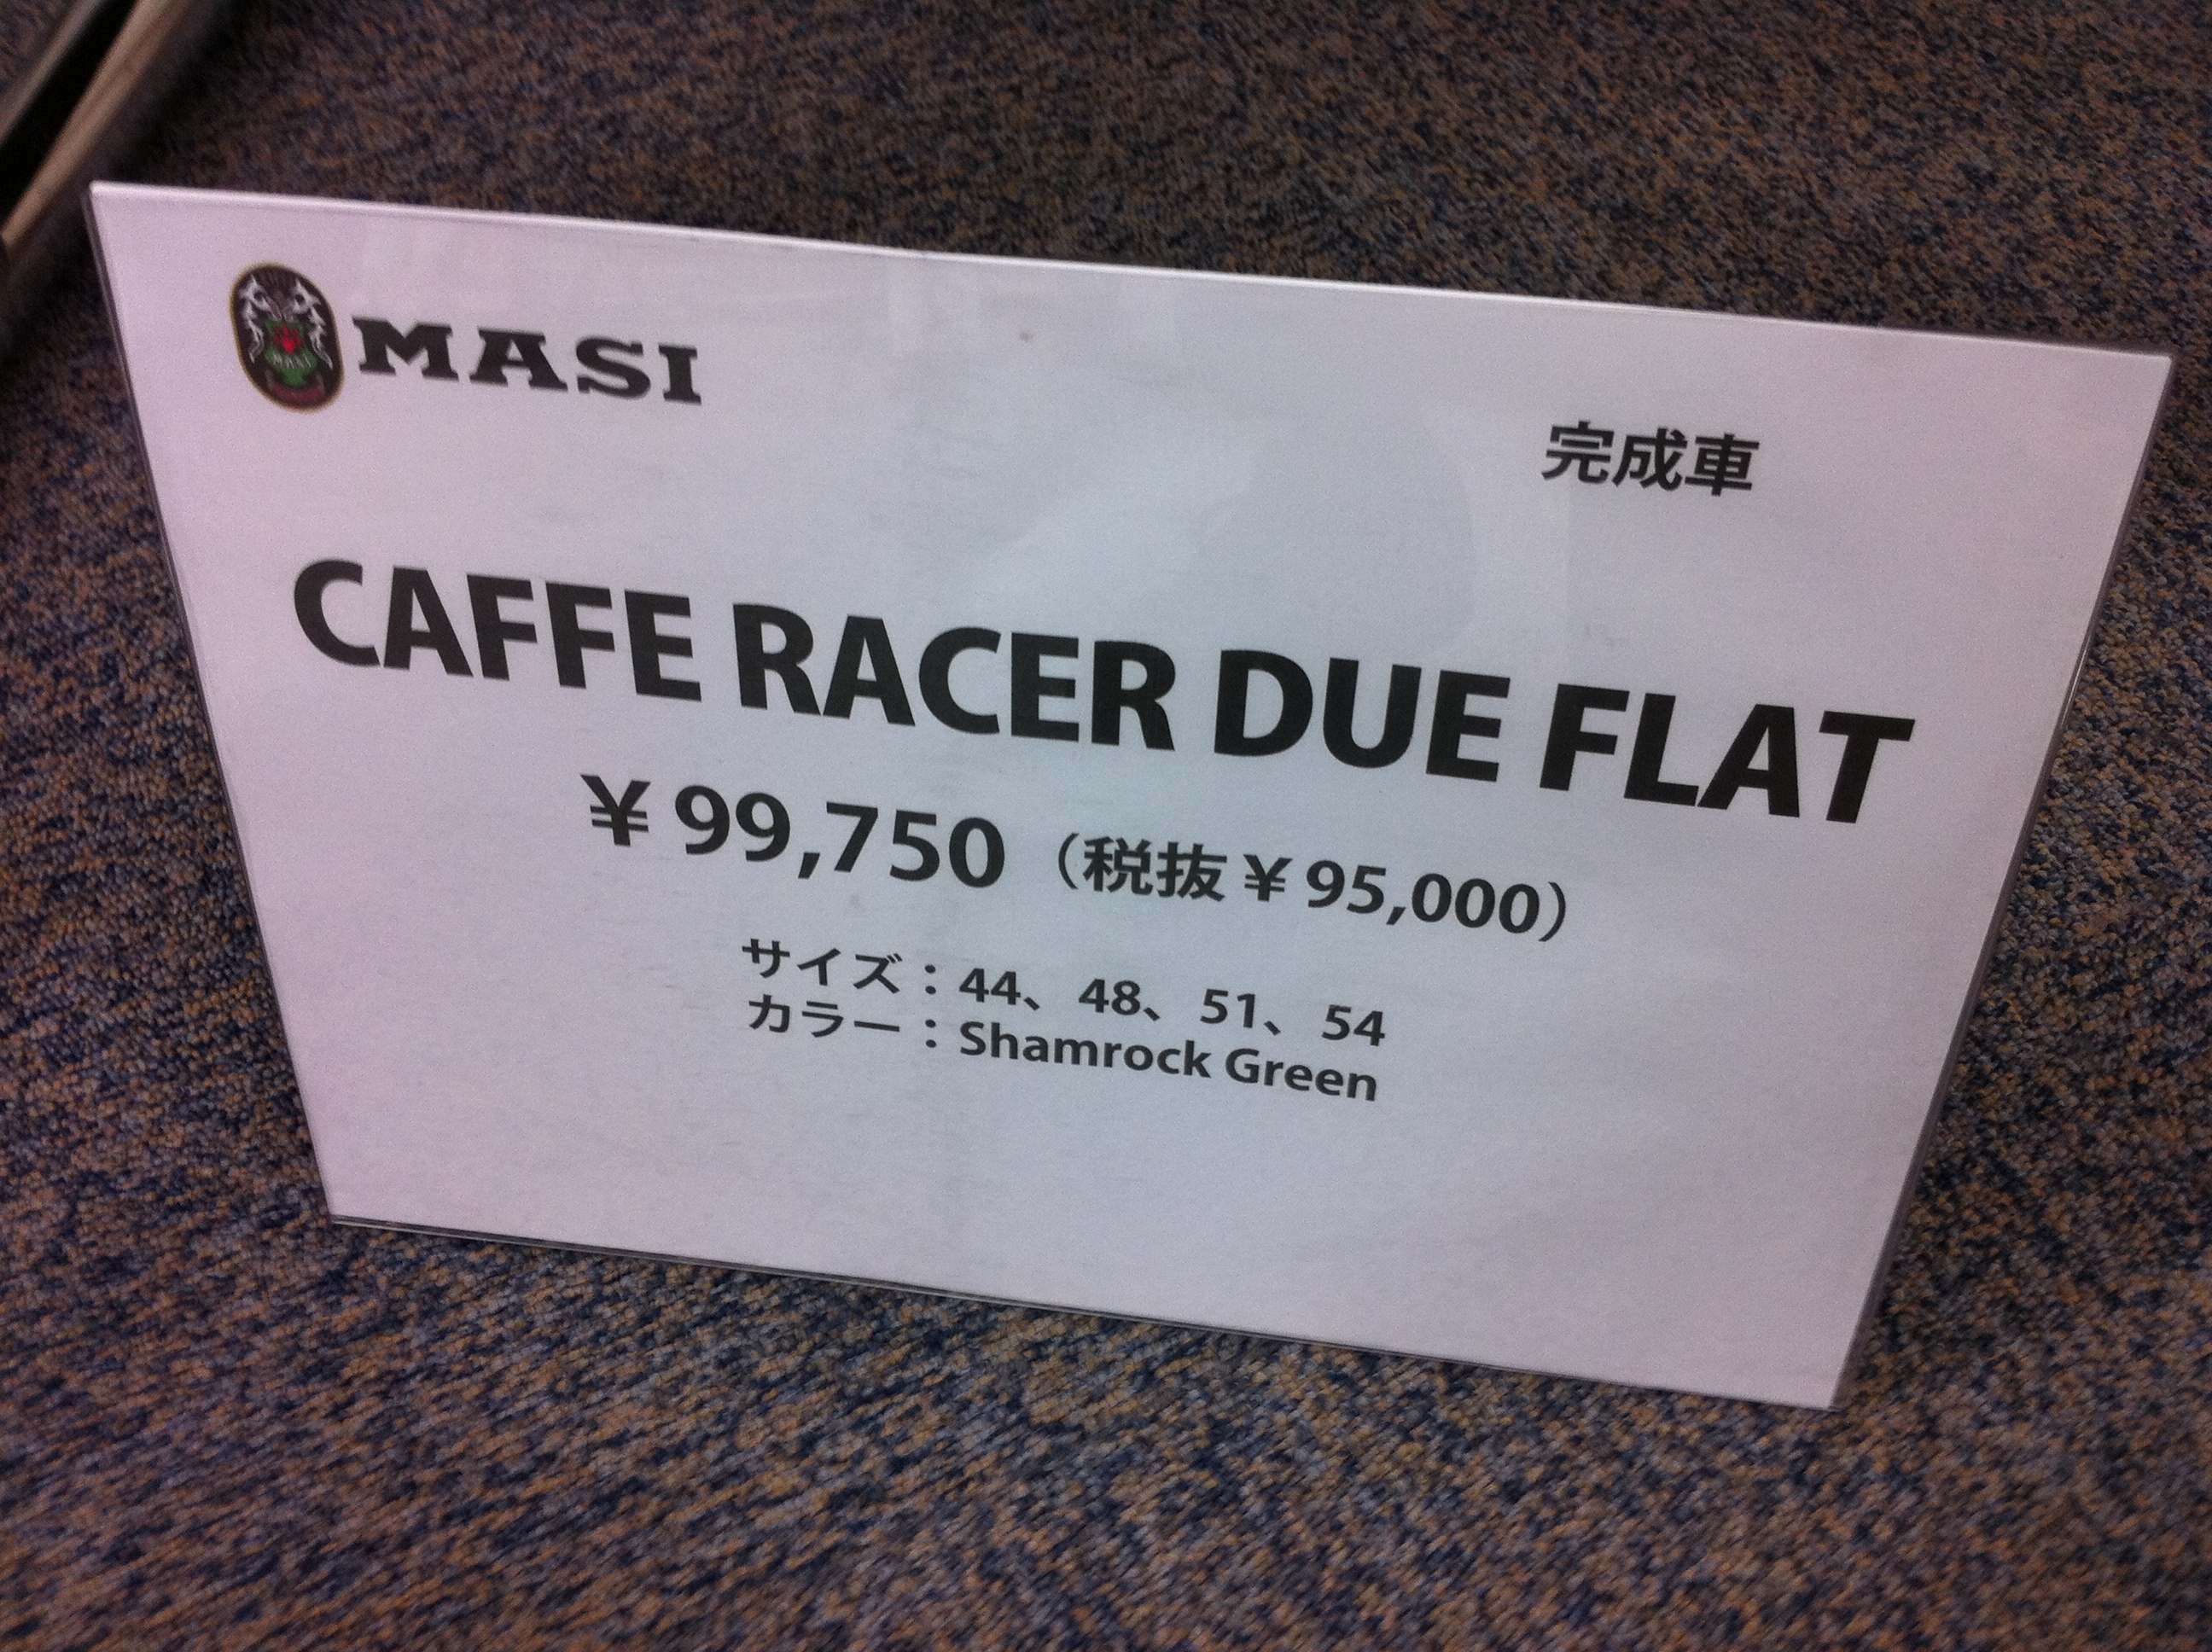 MASI
完成車
CAFFE RACER DUE FLAT
¥99,750（税抜¥95,000）
サイズ：44、48、51、54
カラー：Shamrock Green